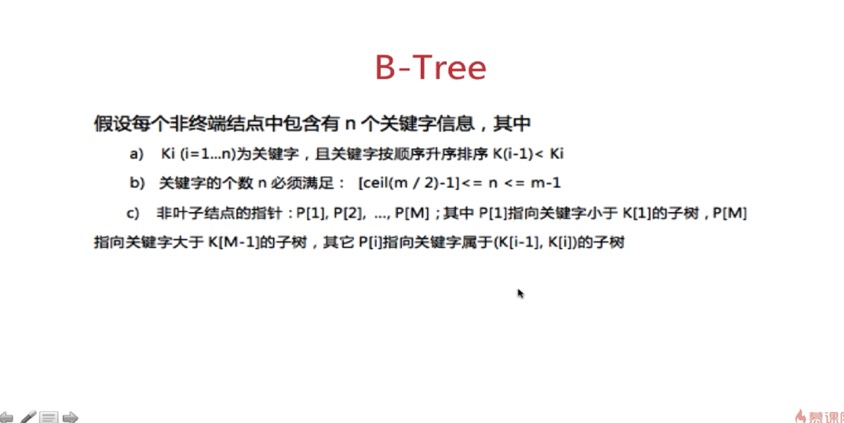 B-Tree
假设每个非终端结点中包含有 n 个关键字信息，其中
a) Ki (i=1...n)为关键字，且关键字按顺序升序排序 K(i-1)< Ki
b) 关键字的个数 n 必须满足： [ceil(m / 2)-1]<= n <= m-1
c) 非叶子结点的指针：P[1], P[2], ..., P[M]；其中 P[1]指向关键字小于 K[1]的子树，P[M]
指向关键字大于 K[M-1]的子树，其它 P[i]指向关键字属于(K[i-1], K[i])的子树
慕课